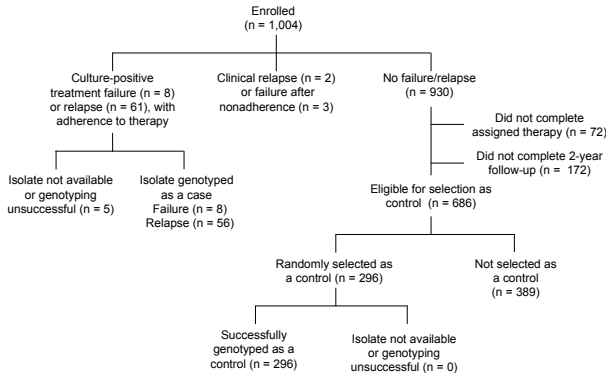 Enrolled
(n = 1,004)
Culture-positive
treatment failure (n = 8)
or relapse (n = 61), with
adherence to therapy
Clinical relapse (n = 2)
or failure after
nonadherence (n = 3)
No failure/relapse
(n = 930)
Did not complete
assigned therapy (n = 72)
Did not complete 2-year
follow-up (n = 172)
Isolate not available
or genotyping
unsuccessful (n = 5)
Isolate genotyped
as a case
Failure (n = 8)
Relapse (n = 56)
Eligible for selection as
control (n = 686)
Randomly selected as
a control (n = 296)
Not selected as
a control
(n = 389)
Successfully
genotyped as a
control (n = 296)
Isolate not available
or genotyping
unsuccessful (n = 0)